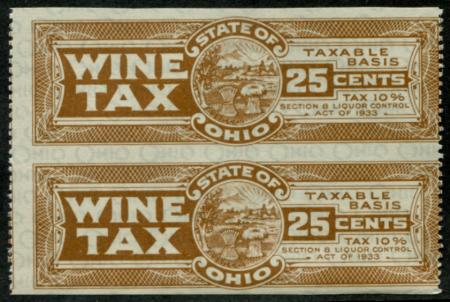 WINE TAX
STATE OF OHIO
TAXABLE BASIS
25 CENTS
TAX 10%
SECTION 8 LIQUOR CONTROL
ACT OF 1933
WINE TAX
STATE OF OHIO
TAXABLE BASIS
25 CENTS
TAX 10%
SECTION 8 LIQUOR CONTROL
ACT OF 1933